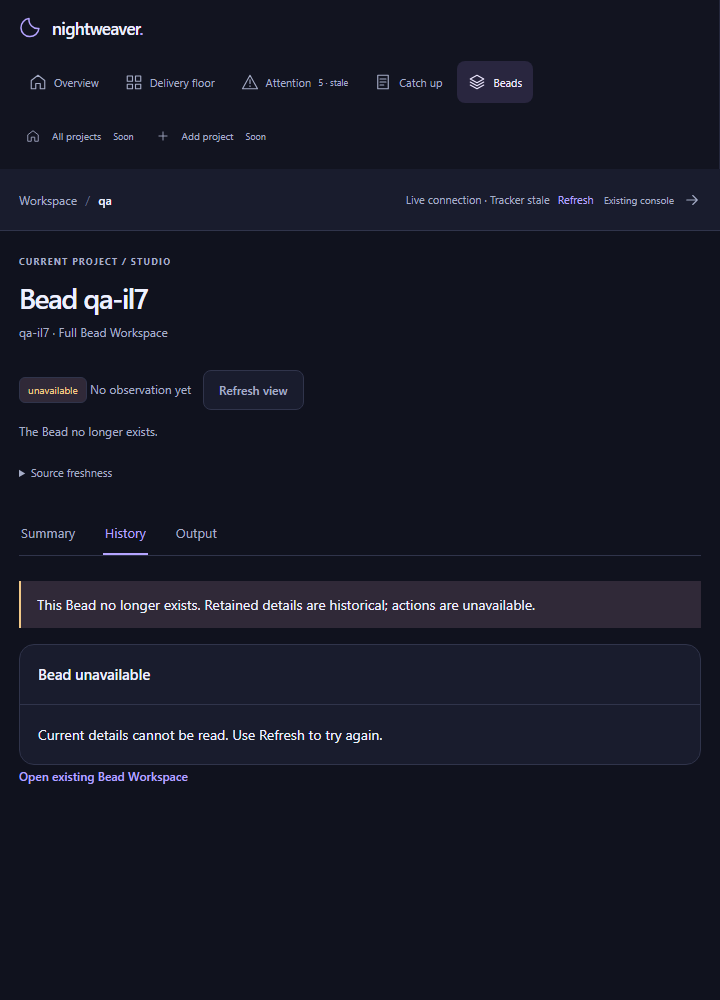 nightweaver.
Overview Delivery floor Attention 5 · stale Catch up Beads
All projects Soon Add project Soon
Workspace / qa Live connection · Tracker stale Refresh Existing console
CURRENT PROJECT / STUDIO
Bead qa-il7
qa-il7 · Full Bead Workspace
unavailable No observation yet Refresh view
The Bead no longer exists.
Source freshness
Summary History Output
This Bead no longer exists. Retained details are historical; actions are unavailable.
Bead unavailable
Current details cannot be read. Use Refresh to try again.
Open existing Bead Workspace